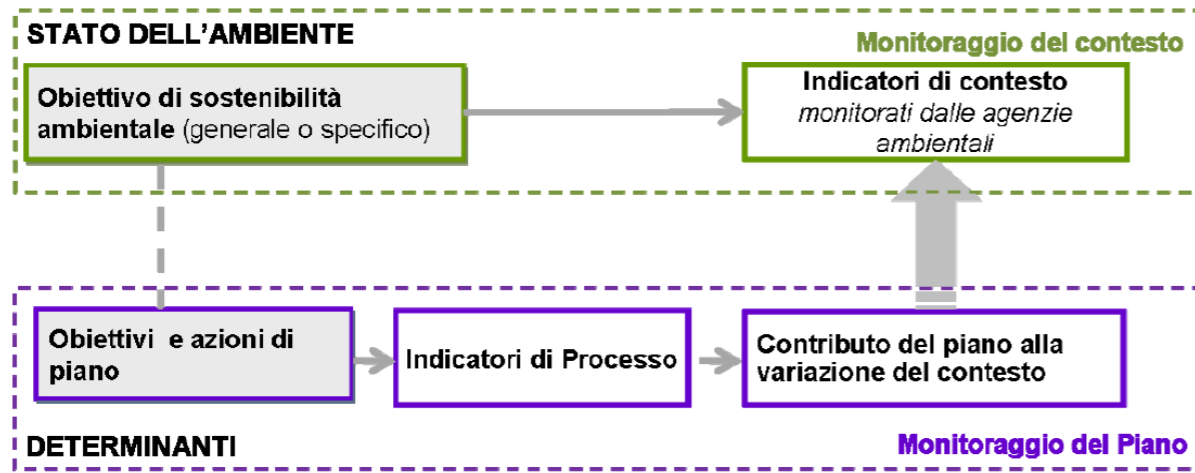 STATO DELL'AMBIENTE
Monitoraggio del contesto
Obiettivo di sostenibilità
ambientale (generale o specifico)
Indicatori di contesto
monitorati dalle agenzie
ambientali
Obiettivi e azioni di
piano
Indicatori di Processo
Contributo del piano alla
variazione del contesto
DETERMINANTI
Monitoraggio del Piano